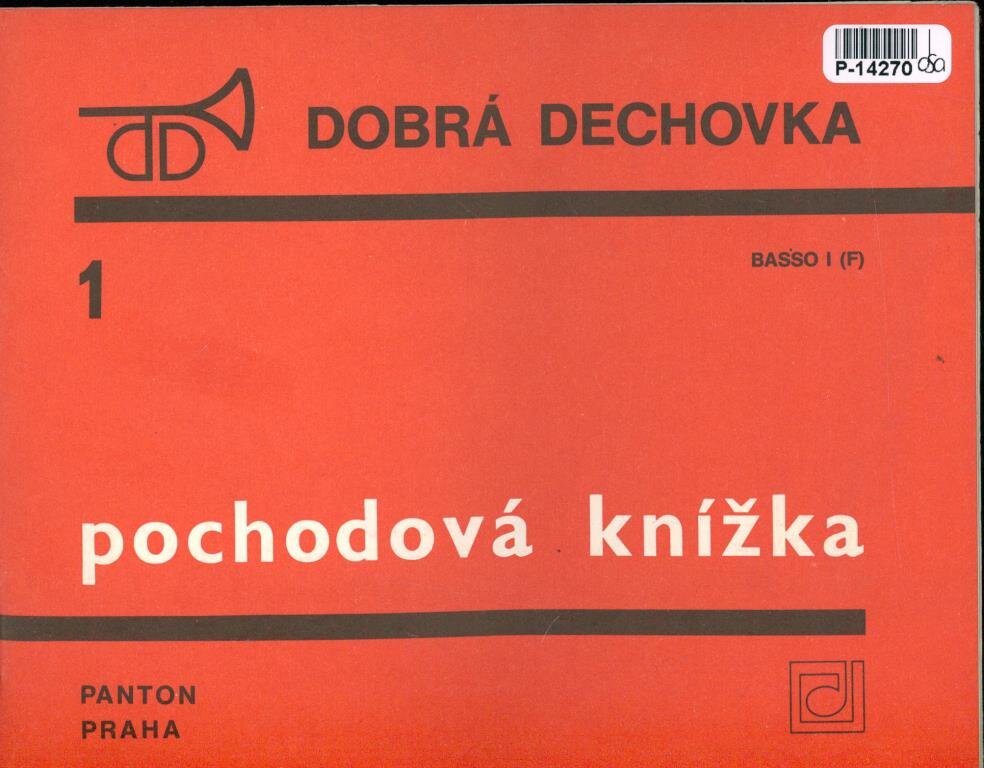 P-14270
DOBRÁ DECHOVKA
1
BASSO I (F)
pochodová knížka
PANTON
PRAHA